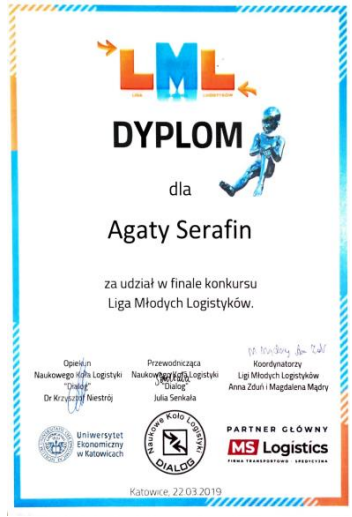 LML
LIGA LOGISTYKÓW
DYPLOM
dla
Agaty Serafin
za udział w finale konkursu
Liga Młodych Logistyków.
Opiekun
Naukowego Koła Logistyki
"Dialog"
Dr Krzysztof Niestrój
Przewodnicząca
Naukowego Koła Logistyki
"Dialog"
Julia Senkała
M. Mądry
Koordynatorzy
Ligi Młodych Logistyków
Anna Zduń i Magdalena Mądry
Uniwersytet
Ekonomiczny
w Katowicach
Naukowe Koło Logistyki
DIALOG
PARTNER GŁÓWNY
MS Logistics
FIRMA TRANSPORTOWO SPEDYCYJNA
Katowice, 22.03.2019